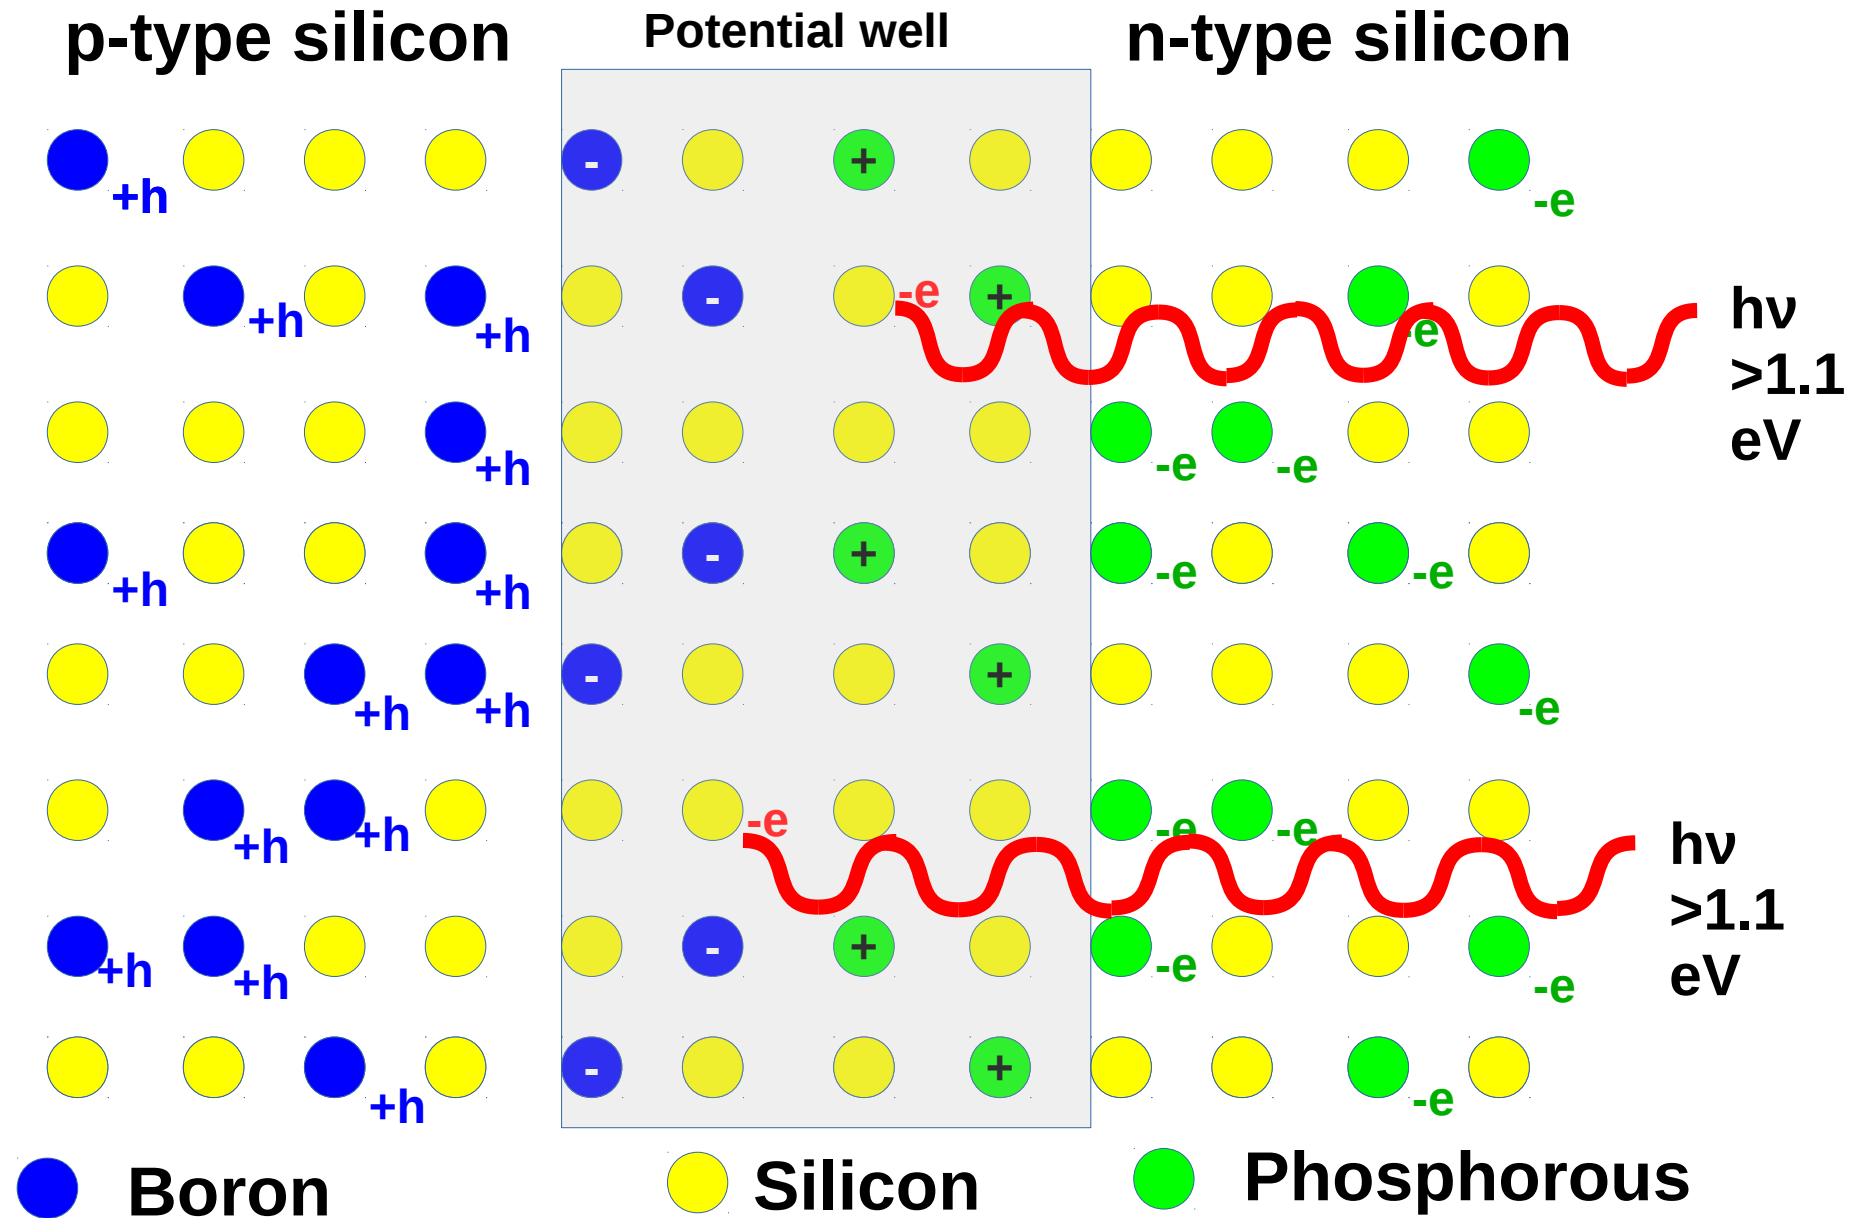 p-type silicon Potential well n-type silicon
- +
+h -e
- -e +
+h +h -e
hν
>1.1
eV
+h -e -e
- +
+h +h -e -e
- +
+h +h -e
-e
+h +h -e -e
hν
>1.1
eV
- +
+h +h -e -e
- +
+h -e
Boron Silicon Phosphorous